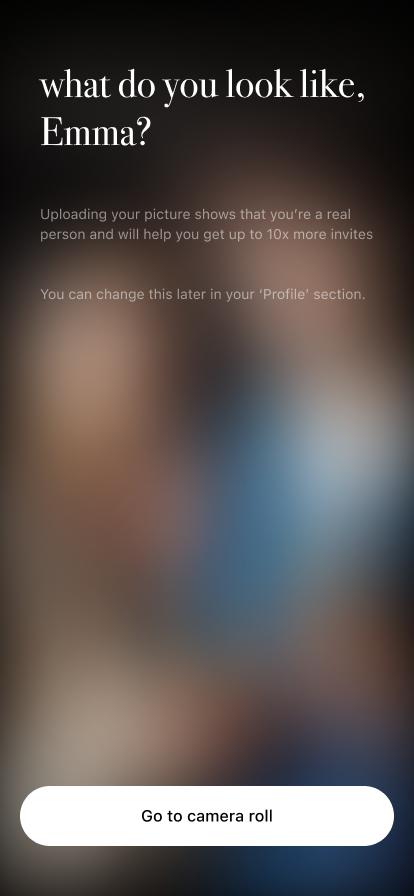 what do you look like,
Emma?
Uploading your picture shows that you’re a real
person and will help you get up to 10x more invites
You can change this later in your ‘Profile’ section.
Go to camera roll